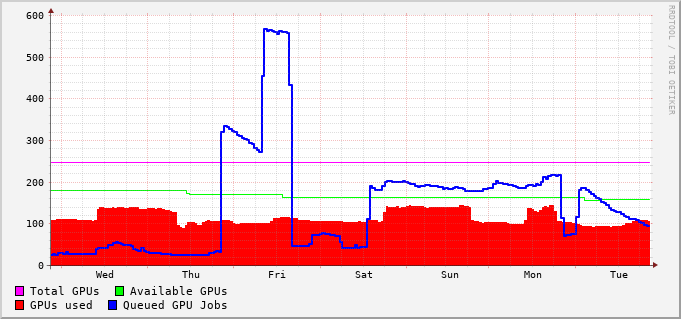 600
500
400
300
200
100
0
Wed Thu Fri Sat Sun Mon Tue
Total GPUs Available GPUs
GPUs used Queued GPU Jobs
RRDTOOL / TOBI OETIKER